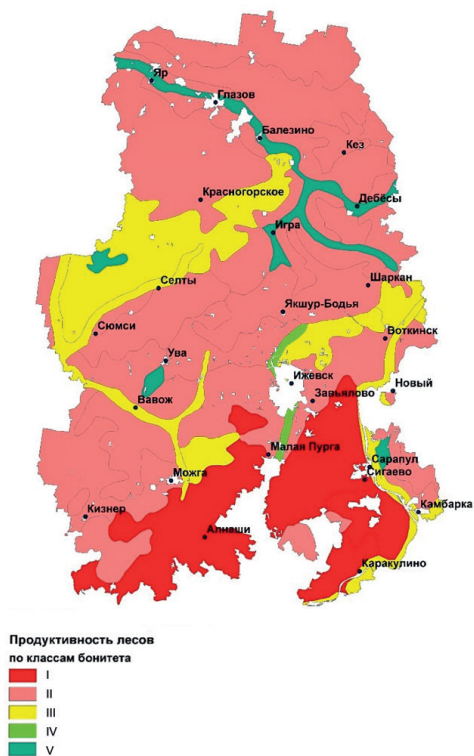 Яр
Глазов
Балезино
Кез
Красногорское
Дебёсы
Игра
Шаркан
Селты
Якшур-Бодья
Сюмси
Воткинск
Ува
Ижевск
Новый
Завьялово
Вавож
Малая Пурга
Сарапул
Можга
Сигаево
Кизнер
Камбарка
Алнаши
Каракулино
Продуктивность лесов
по классам бонитета
I
II
III
IV
V